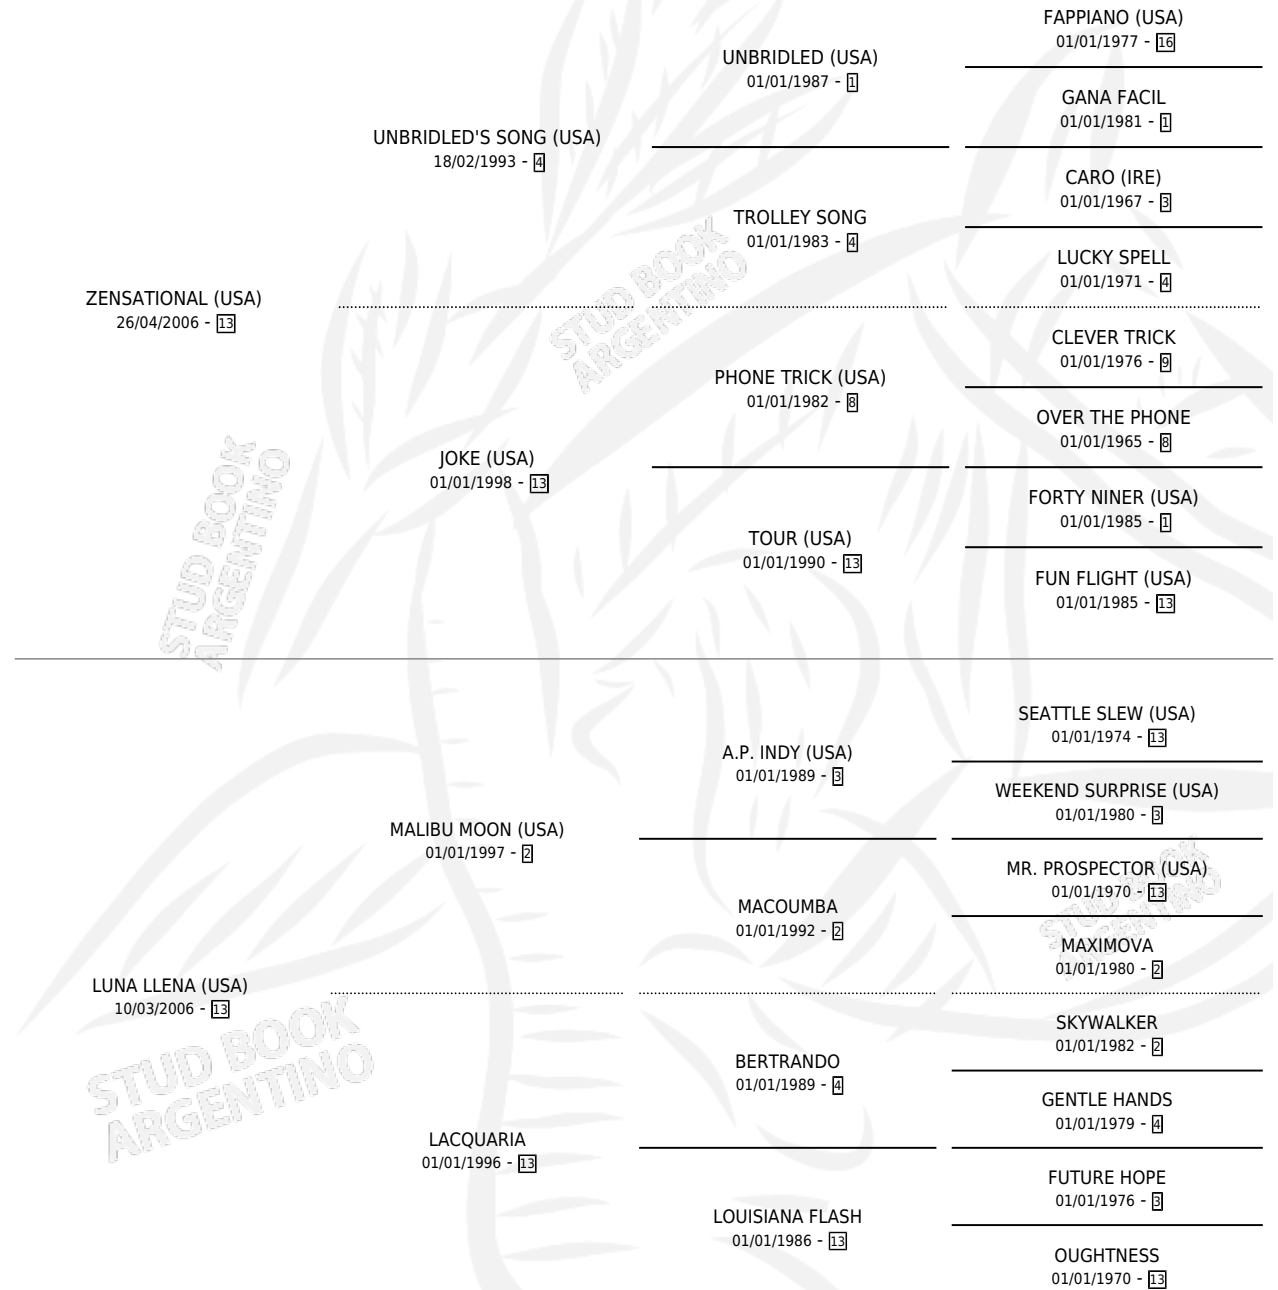 FAPPIANO (USA)
01/01/1977 - 16
UNBRIDLED (USA)
01/01/1987 - 1
GANA FACIL
01/01/1981 - 1
UNBRIDLED'S SONG (USA)
18/02/1993 - 4
CARO (IRE)
01/01/1967 - 3
TROLLEY SONG
01/01/1983 - 4
LUCKY SPELL
01/01/1971 - 4
ZENSATIONAL (USA)
26/04/2006 - 13
STUD BOOK
ARGENTINO
CLEVER TRICK
01/01/1976 - 9
PHONE TRICK (USA)
01/01/1982 - 8
OVER THE PHONE
01/01/1965 - 8
JOKE (USA)
01/01/1998 - 13
FORTY NINER (USA)
01/01/1985 - 1
TOUR (USA)
01/01/1990 - 13
FUN FLIGHT (USA)
01/01/1985 - 13
STUD BOOK
ARGENTINO
SEATTLE SLEW (USA)
01/01/1974 - 13
A.P. INDY (USA)
01/01/1989 - 3
WEEKEND SURPRISE (USA)
01/01/1980 - 3
MALIBU MOON (USA)
01/01/1997 - 2
MR. PROSPECTOR (USA)
01/01/1970 - 13
MACOUMBA
01/01/1992 - 2
STUD BOOK
ARGENTINO
MAXIMOVA
01/01/1980 - 2
LUNA LLENA (USA)
10/03/2006 - 13
SKYWALKER
01/01/1982 - 2
BERTRANDO
01/01/1989 - 4
STUD BOOK
ARGENTINO
GENTLE HANDS
01/01/1979 - 4
LACQUARIA
01/01/1996 - 13
FUTURE HOPE
01/01/1976 - 3
LOUISIANA FLASH
01/01/1986 - 13
OUGHTNESS
01/01/1970 - 13